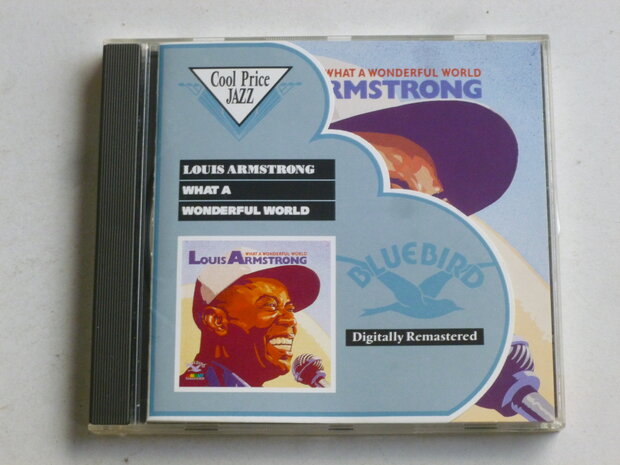 Cool Price
JAZZ
WHAT A WONDERFUL WORLD
RMSTRONG
LOUIS ARMSTRONG
WHAT A
WONDERFUL WORLD
WHAT A WONDERFUL WORLD
LOUIS ARMSTRONG
BLUEBIRD
Digitally Remastered